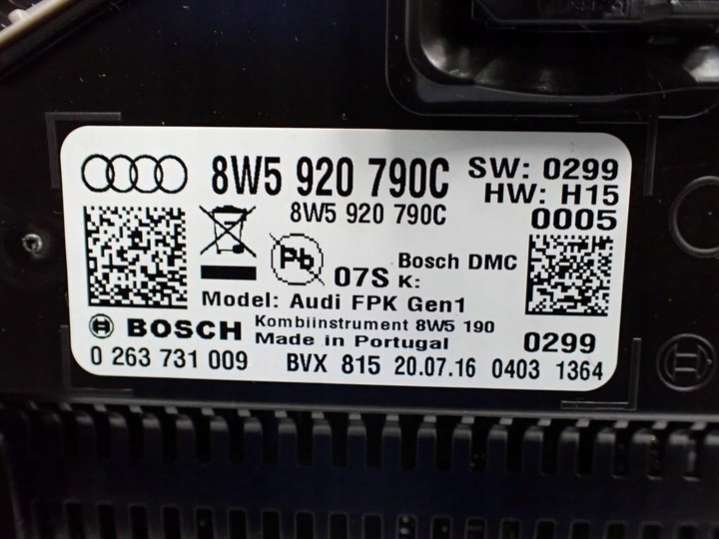 8W5 920 790C
SW: 0299
HW: H15
8W5 920 790C
0005
Pb
07S
K:
Bosch DMC
Model: Audi FPK Gen1
BOSCH
Kombiinstrument 8W5 190
Made in Portugal
0299
0 263 731 009
BVX 815 20.07.16 0403 1364